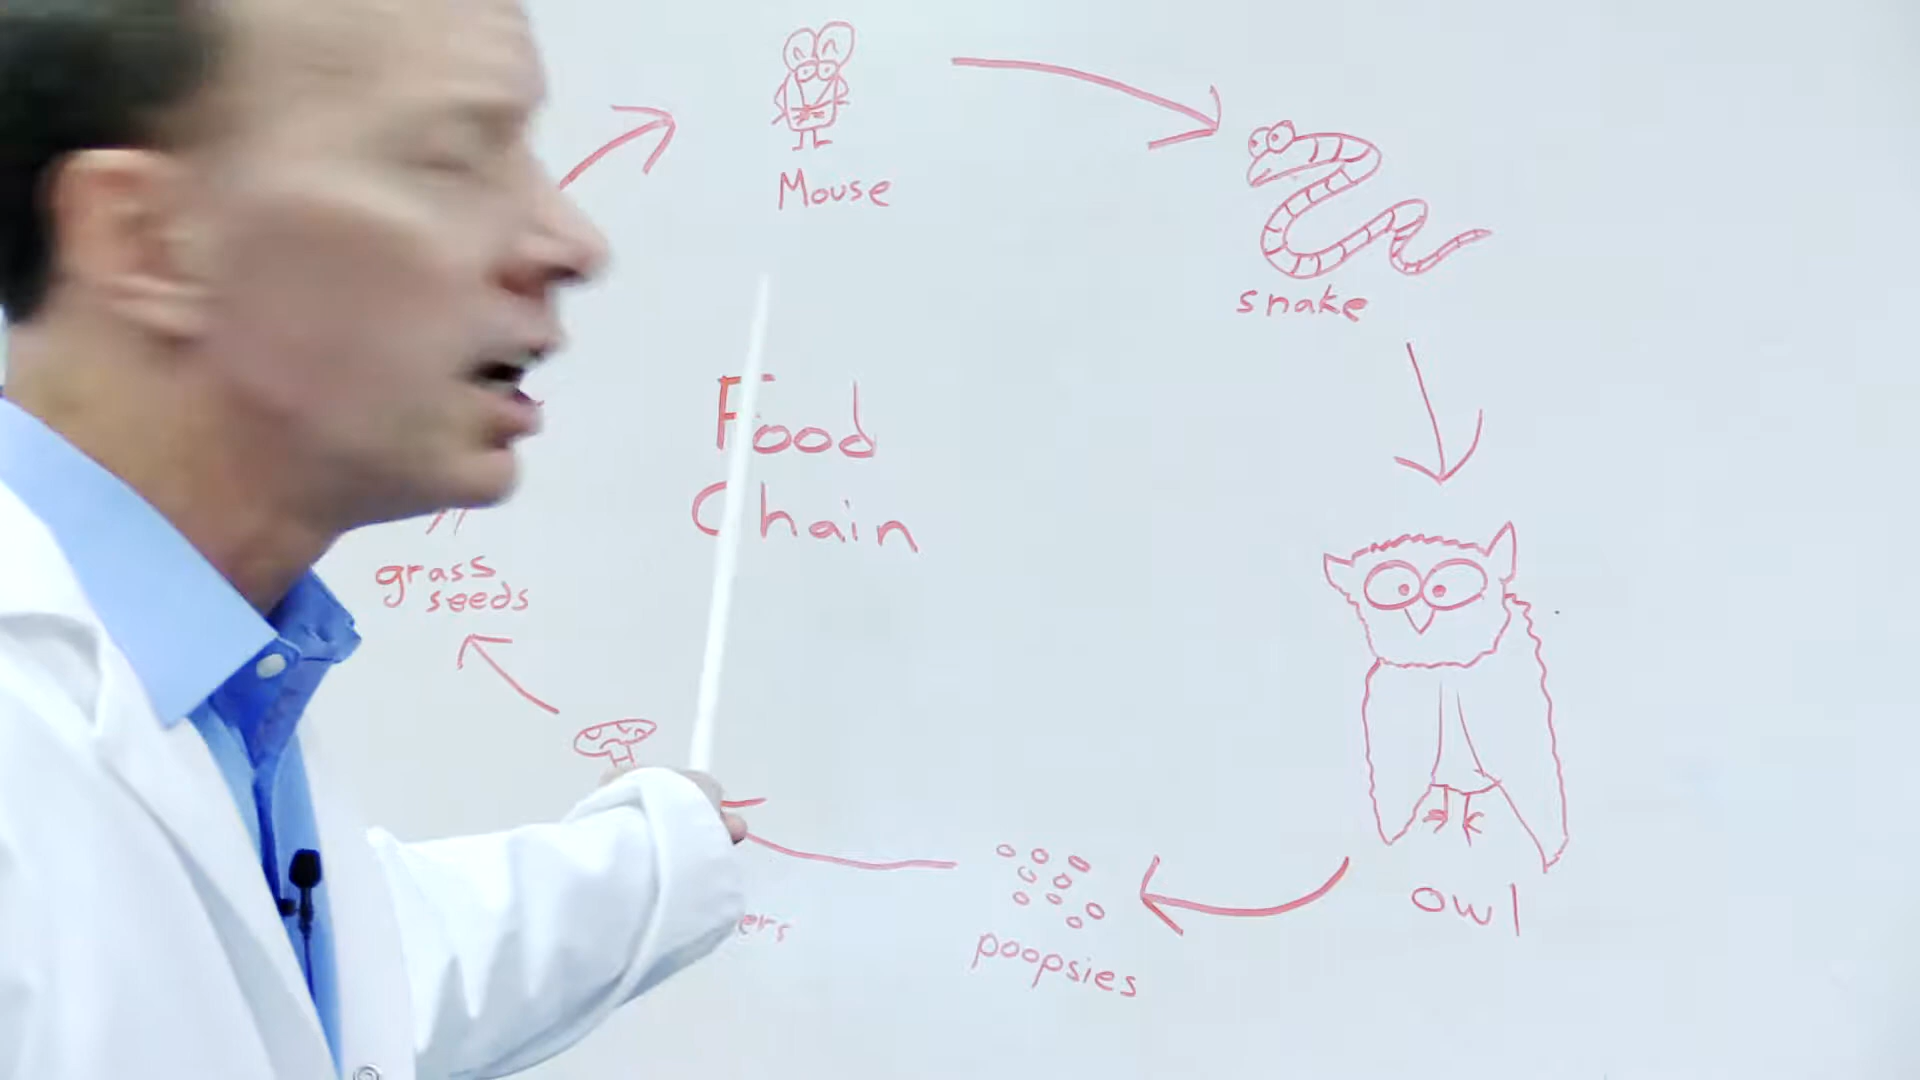 Mouse
snake
Food
Chain
grass
seeds
owl
poopsies